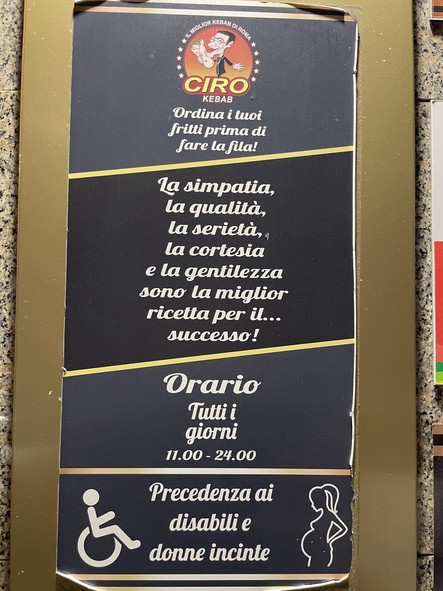 IL MIGLIOR KEBAB DI ROMA
CIRO
KEBAB
Ordina i tuoi
fritti prima di
fare la fila!
La simpatia,
la qualità,
la serietà,
la cortesia
e la gentilezza
sono la miglior
ricetta per il...
successo!
Orario
Tutti i
giorni
11.00 - 24.00
Precedenza ai
disabili e
donne incinte